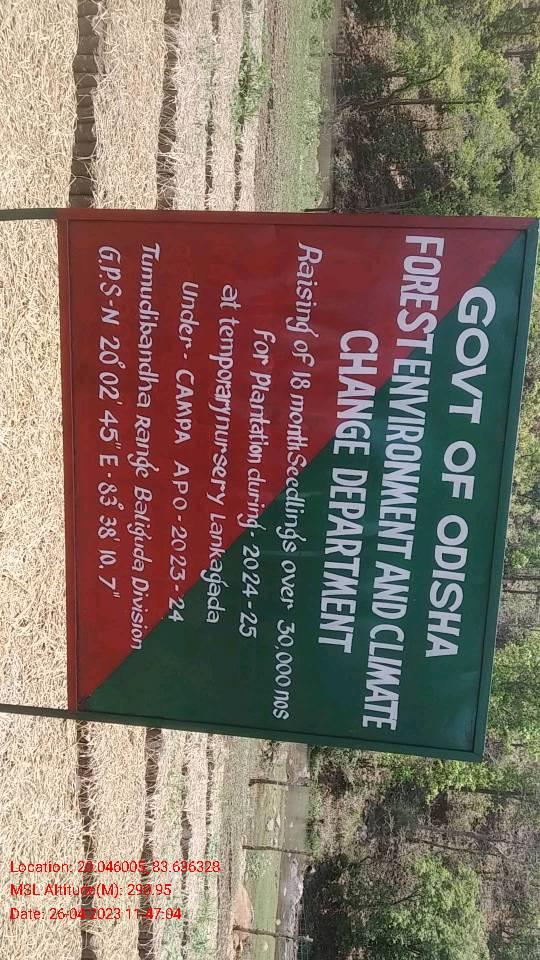 GOVT OF ODISHA
FOREST ENVIRONMENT AND CLIMATE
CHANGE DEPARTMENT
Raising of 18 month Seedlings over 30,000 nos
for Plantation during - 2024-25
at temporary nursery Lankagada
Under - CAMPA APO-2023-24
Tumudibandha Range Baliguda Division
G.P.S-N 20° 02' 45" E - 83° 38' 10.7"
Location: 20.046005, 83.636328
MSL Altitude(M): 290.95
Date: 26-04-2023 11:47:04